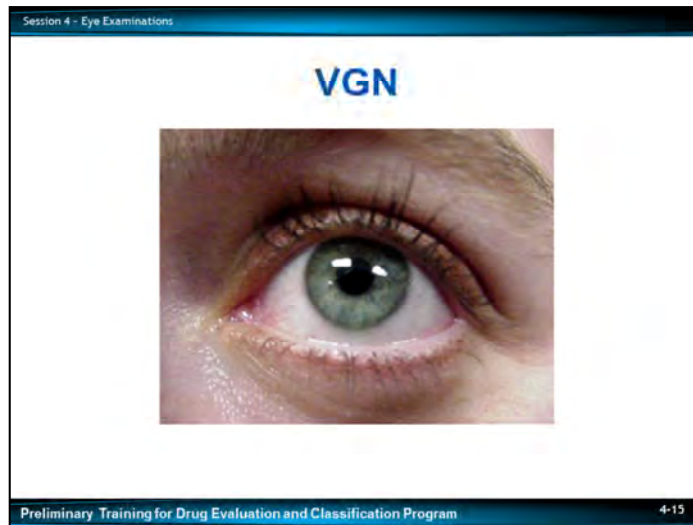 Session 4 - Eye Examinations
VGN
Preliminary Training for Drug Evaluation and Classification Program
4-15